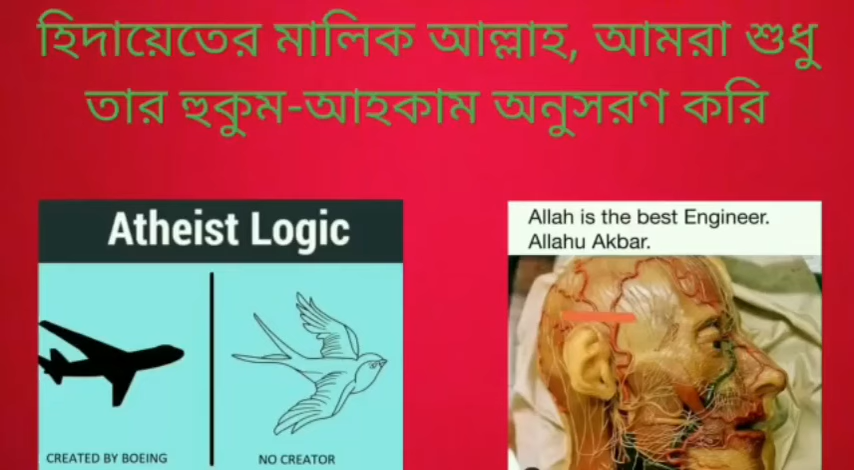 হিদায়েতের মালিক আল্লাহ, আমরা শুধু
তার হুকুম-আহকাম অনুসরণ করি
Atheist Logic
CREATED BY BOEING
NO CREATOR
Allah is the best Engineer.
Allahu Akbar.